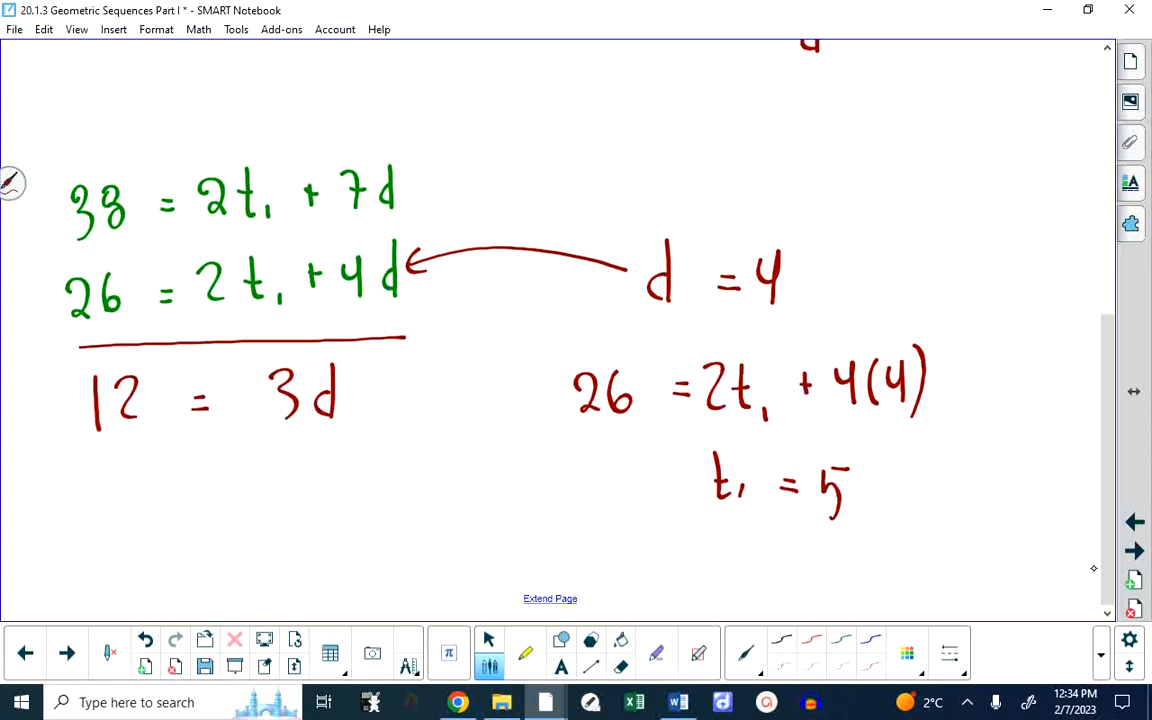 20.1.3 Geometric Sequences Part I * - SMART Notebook
File Edit View Insert Format Math Tools Add-ons Account Help
38 = 2t₁ + 7d
26 = 2t₁ + 4d
d = 4
12 = 3d
26 = 2t₁ + 4(4)
t₁ = 5
Extend Page
π
A
Type here to search
2°C
12:34 PM
2/7/2023